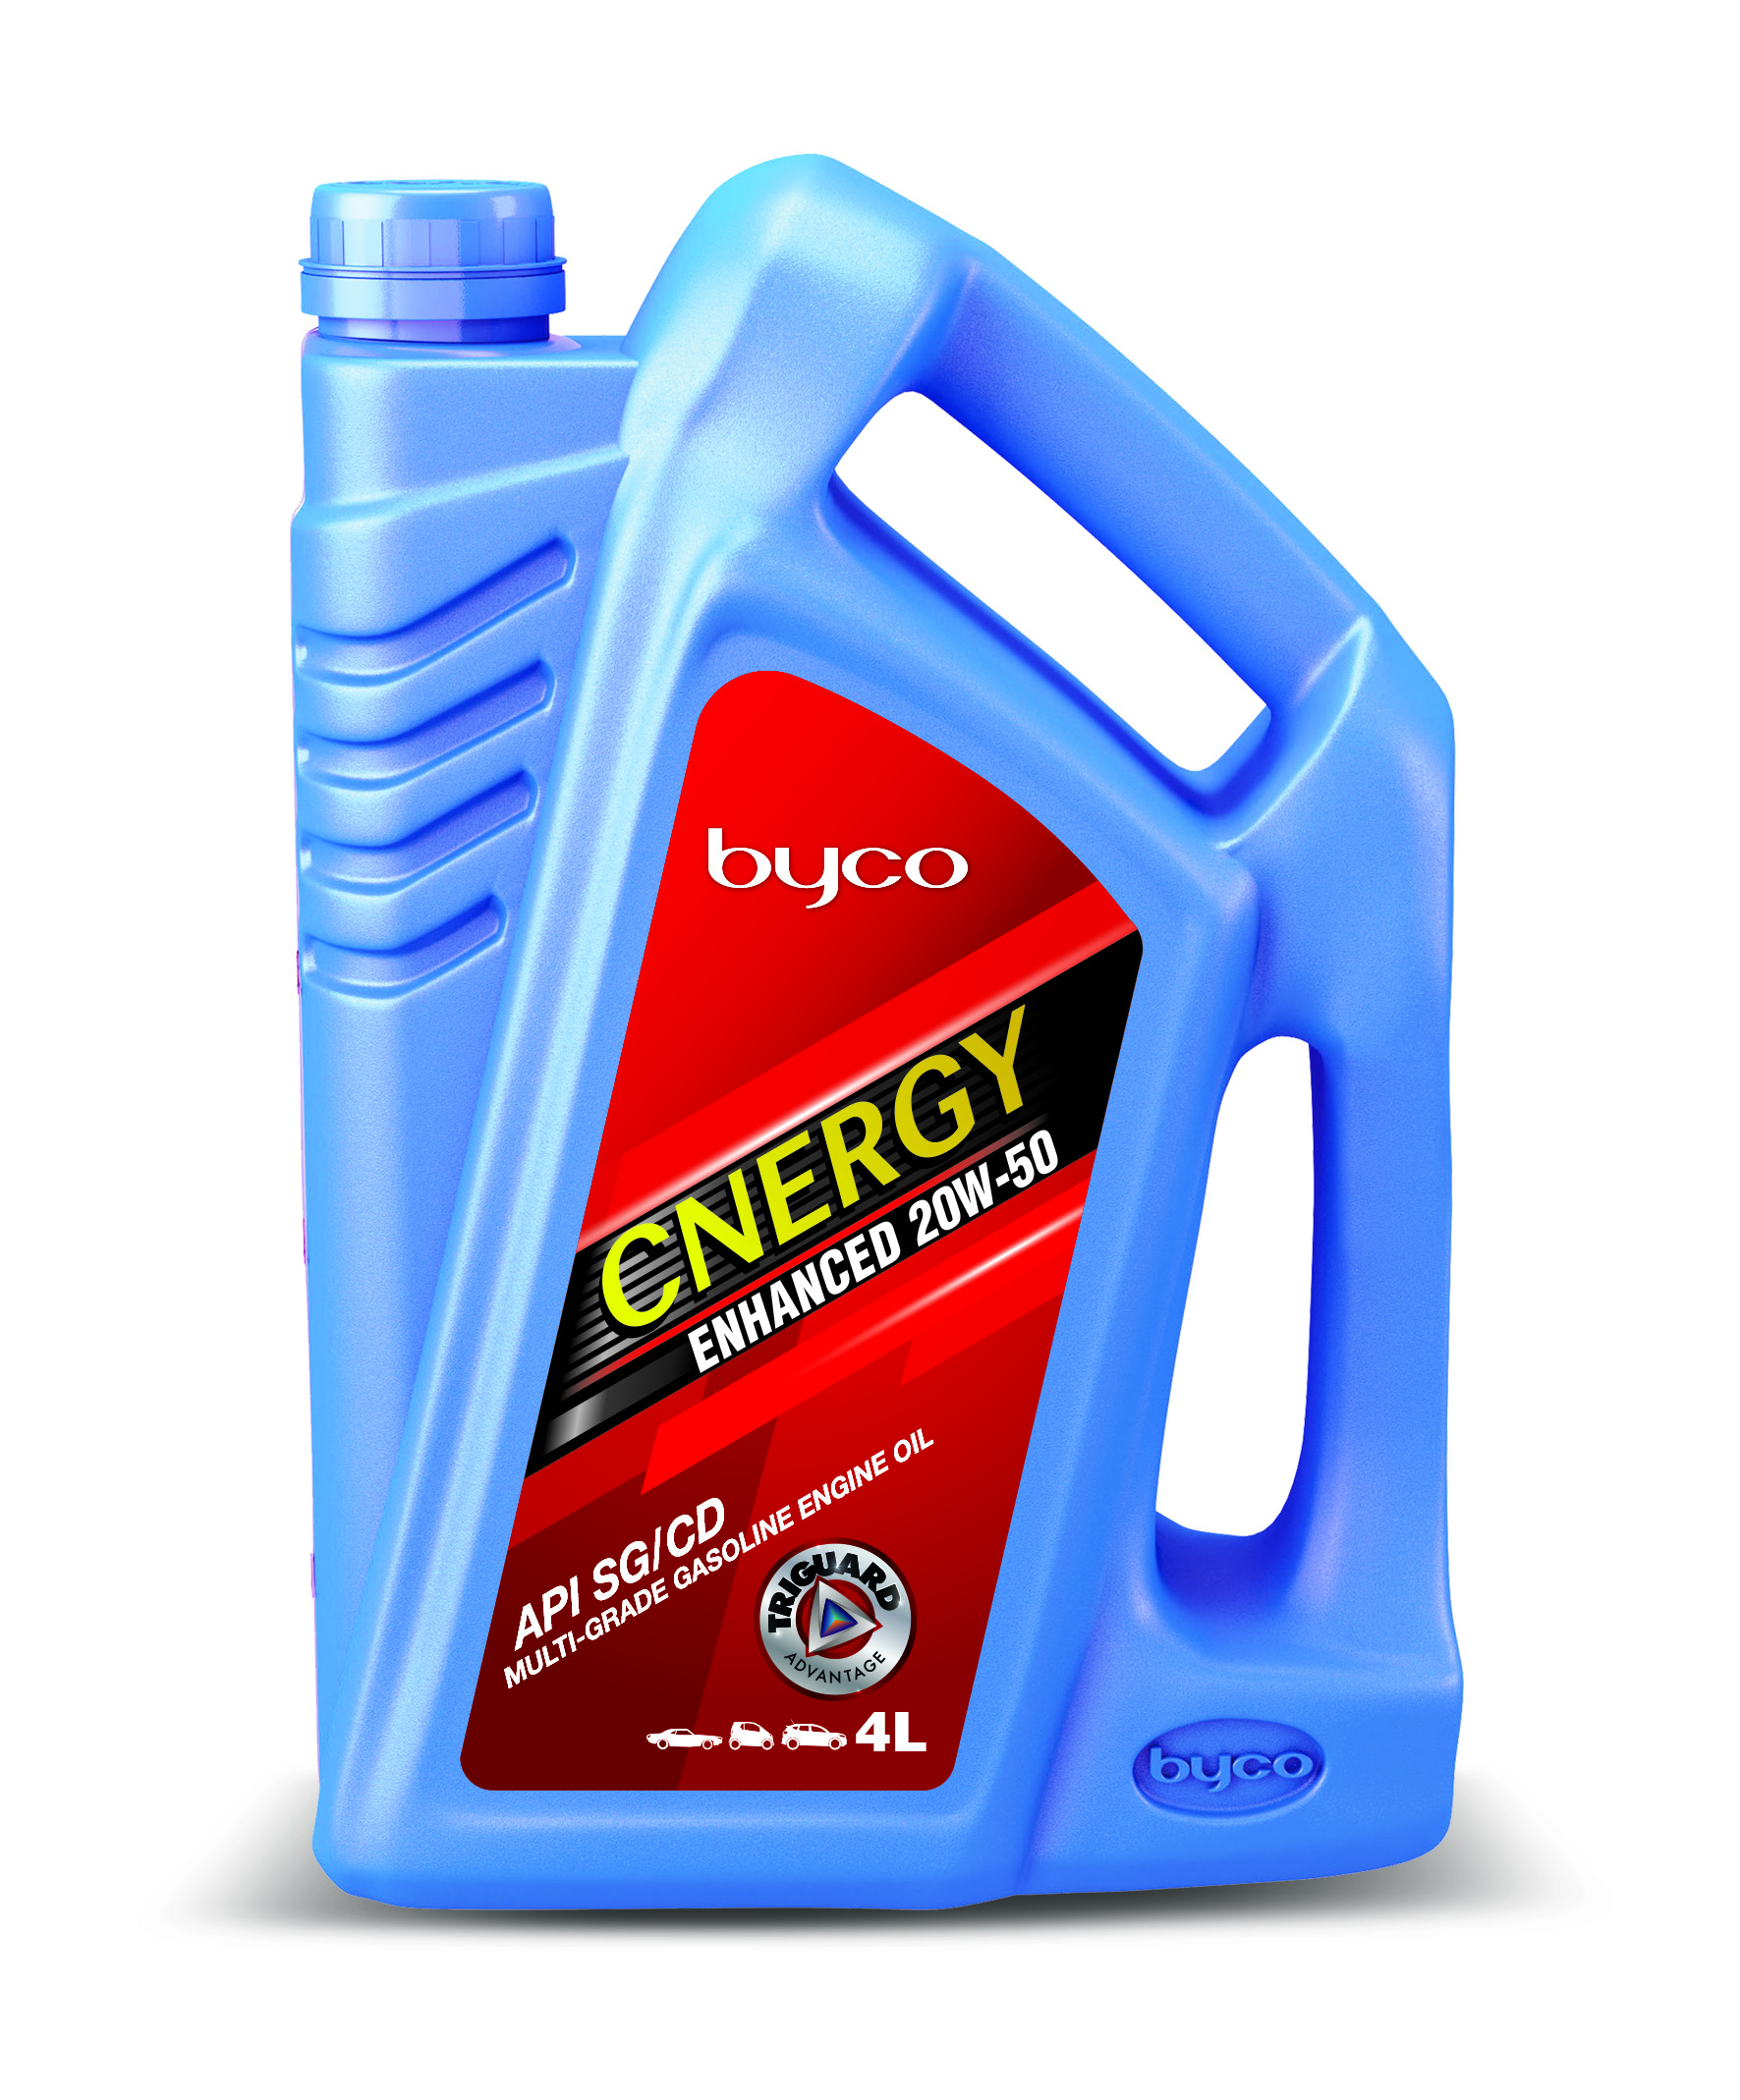 byco
CNERGY
ENHANCED 20W-50
API SG/CD
MULTI-GRADE GASOLINE ENGINE OIL
TRIGUARD
ADVANTAGE
4L
byco